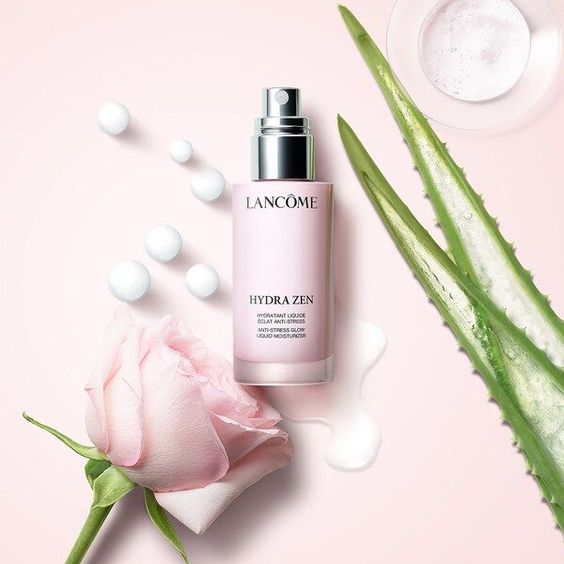 LANCÔME
HYDRA ZEN
HYDRATANT LIQUIDE
ÉCLAT ANTI-STRESS
ANTI-STRESS GLOW
LIQUID MOISTURIZER